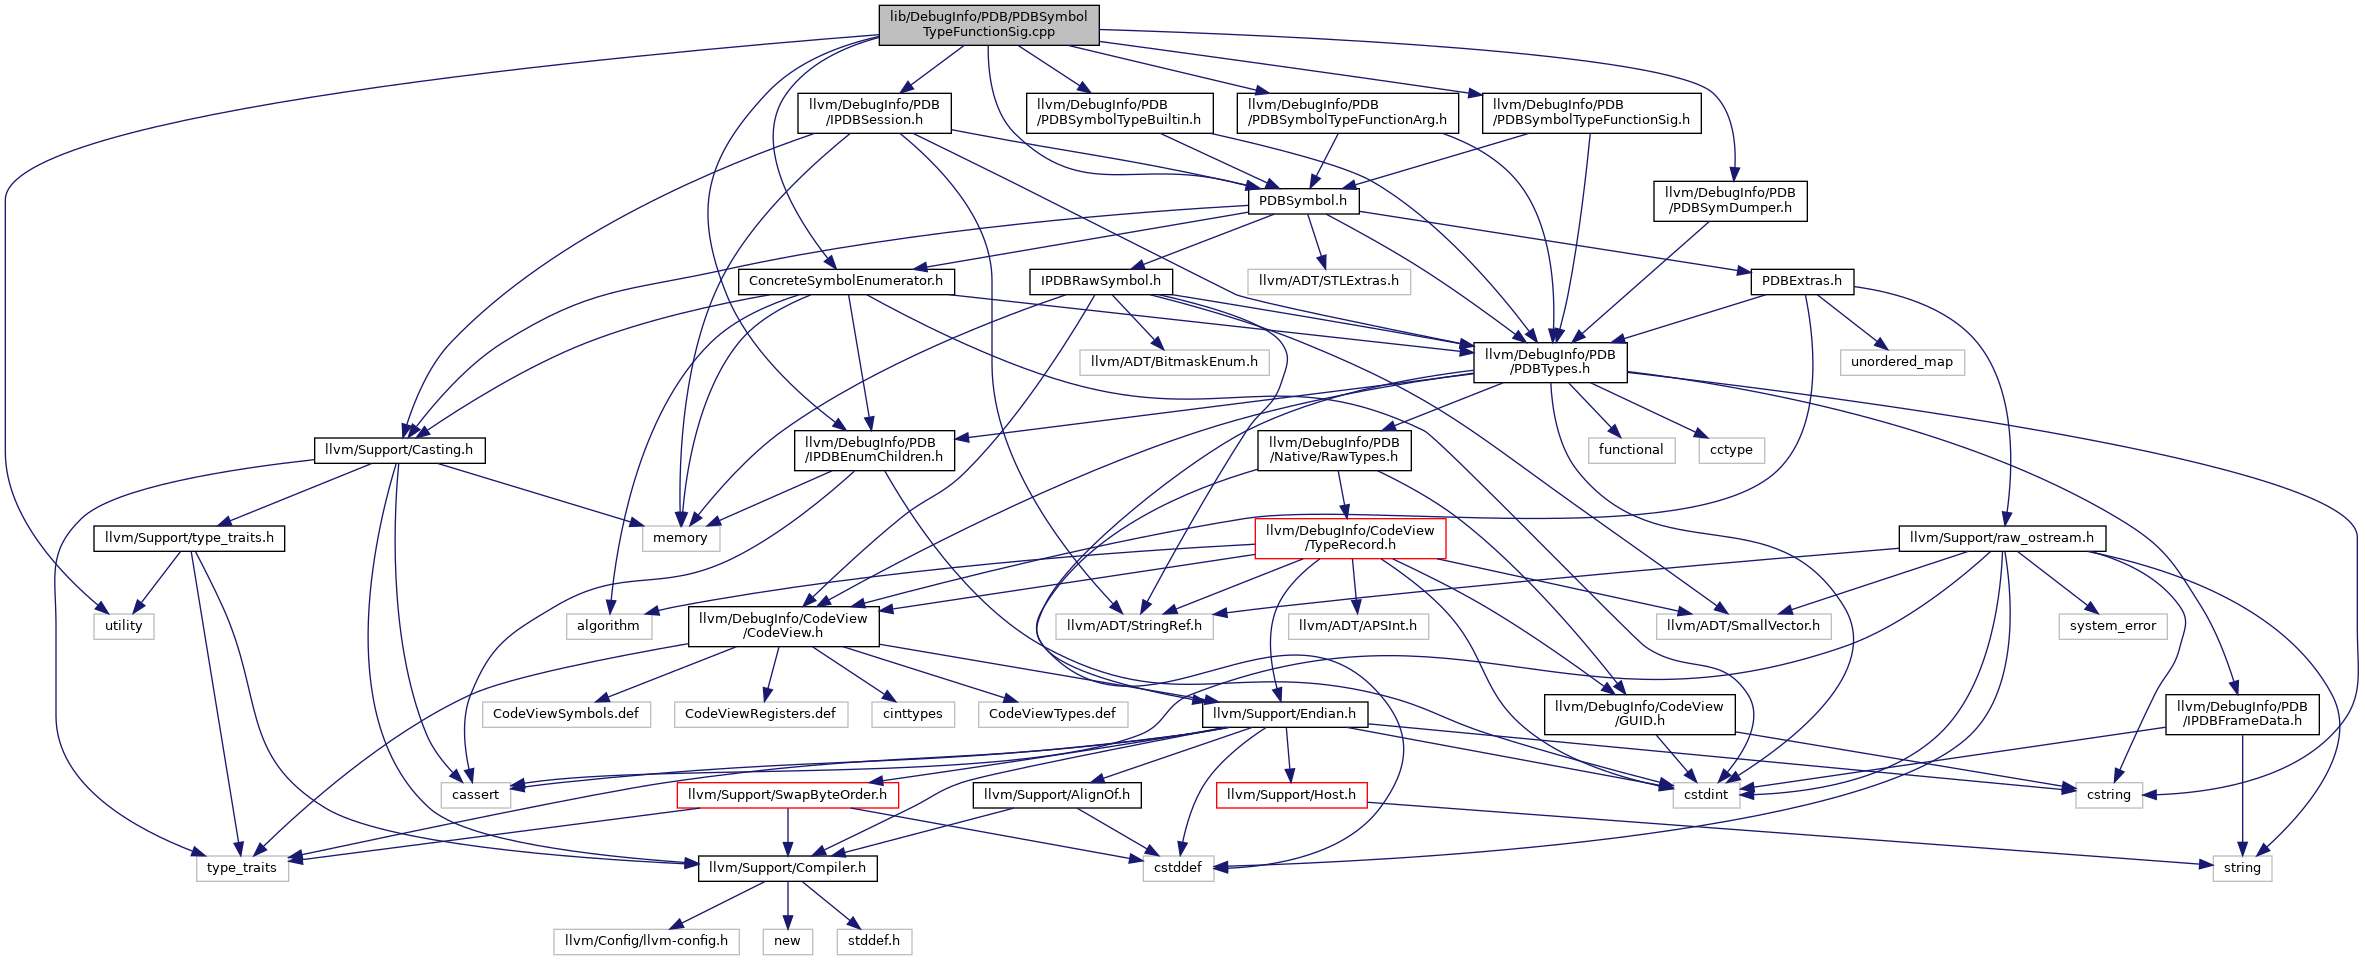 lib/DebugInfo/PDB/PDBSymbol
TypeFunctionSig.cpp
llvm/DebugInfo/PDB
/IPDBSession.h
llvm/DebugInfo/PDB
/PDBSymbolTypeBuiltin.h
llvm/DebugInfo/PDB
/PDBSymbolTypeFunctionArg.h
llvm/DebugInfo/PDB
/PDBSymbolTypeFunctionSig.h
PDBSymbol.h
llvm/DebugInfo/PDB
/PDBSymDumper.h
ConcreteSymbolEnumerator.h
IPDBRawSymbol.h
llvm/ADT/STLExtras.h
PDBExtras.h
llvm/ADT/BitmaskEnum.h
llvm/DebugInfo/PDB
/PDBTypes.h
unordered_map
llvm/Support/Casting.h
llvm/DebugInfo/PDB
/IPDBEnumChildren.h
llvm/DebugInfo/PDB
/Native/RawTypes.h
functional
cctype
llvm/Support/type_traits.h
memory
llvm/DebugInfo/CodeView
/TypeRecord.h
llvm/Support/raw_ostream.h
utility
algorithm
llvm/DebugInfo/CodeView
/CodeView.h
llvm/ADT/StringRef.h
llvm/ADT/APSInt.h
llvm/ADT/SmallVector.h
system_error
CodeViewSymbols.def
CodeViewRegisters.def
cinttypes
CodeViewTypes.def
llvm/Support/Endian.h
llvm/DebugInfo/CodeView
/GUID.h
llvm/DebugInfo/PDB
/IPDBFrameData.h
cassert
llvm/Support/SwapByteOrder.h
llvm/Support/AlignOf.h
llvm/Support/Host.h
cstdint
cstring
type_traits
llvm/Support/Compiler.h
cstddef
string
llvm/Config/llvm-config.h
new
stddef.h